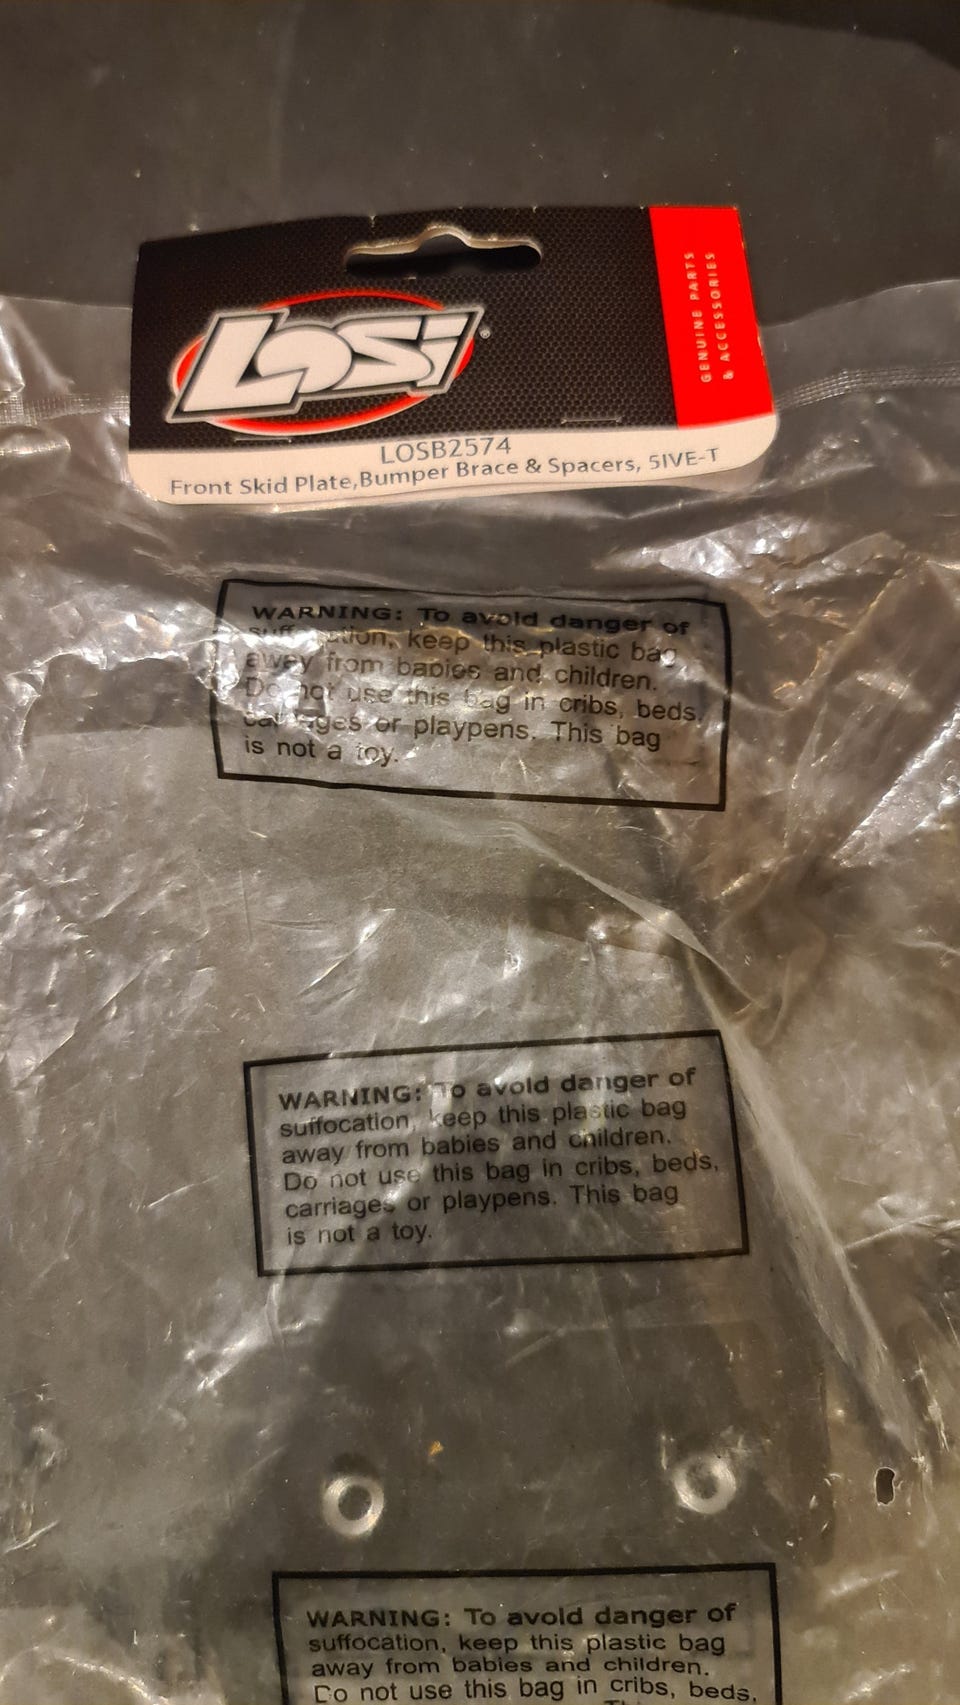 LOSi®
GENUINE PARTS
& ACCESSORIES
LOSB2574
Front Skid Plate,Bumper Brace & Spacers, 5IVE-T
WARNING: To avoid danger of
suffocation, keep this plastic bag
away from babies and children.
Do not use this bag in cribs, beds,
carriages or playpens. This bag
is not a toy.
WARNING: To avoid danger of
suffocation, keep this plastic bag
away from babies and children.
Do not use this bag in cribs, beds,
carriages or playpens. This bag
is not a toy.
WARNING: To avoid danger of
suffocation, keep this plastic bag
away from babies and children.
Do not use this bag in cribs, beds,